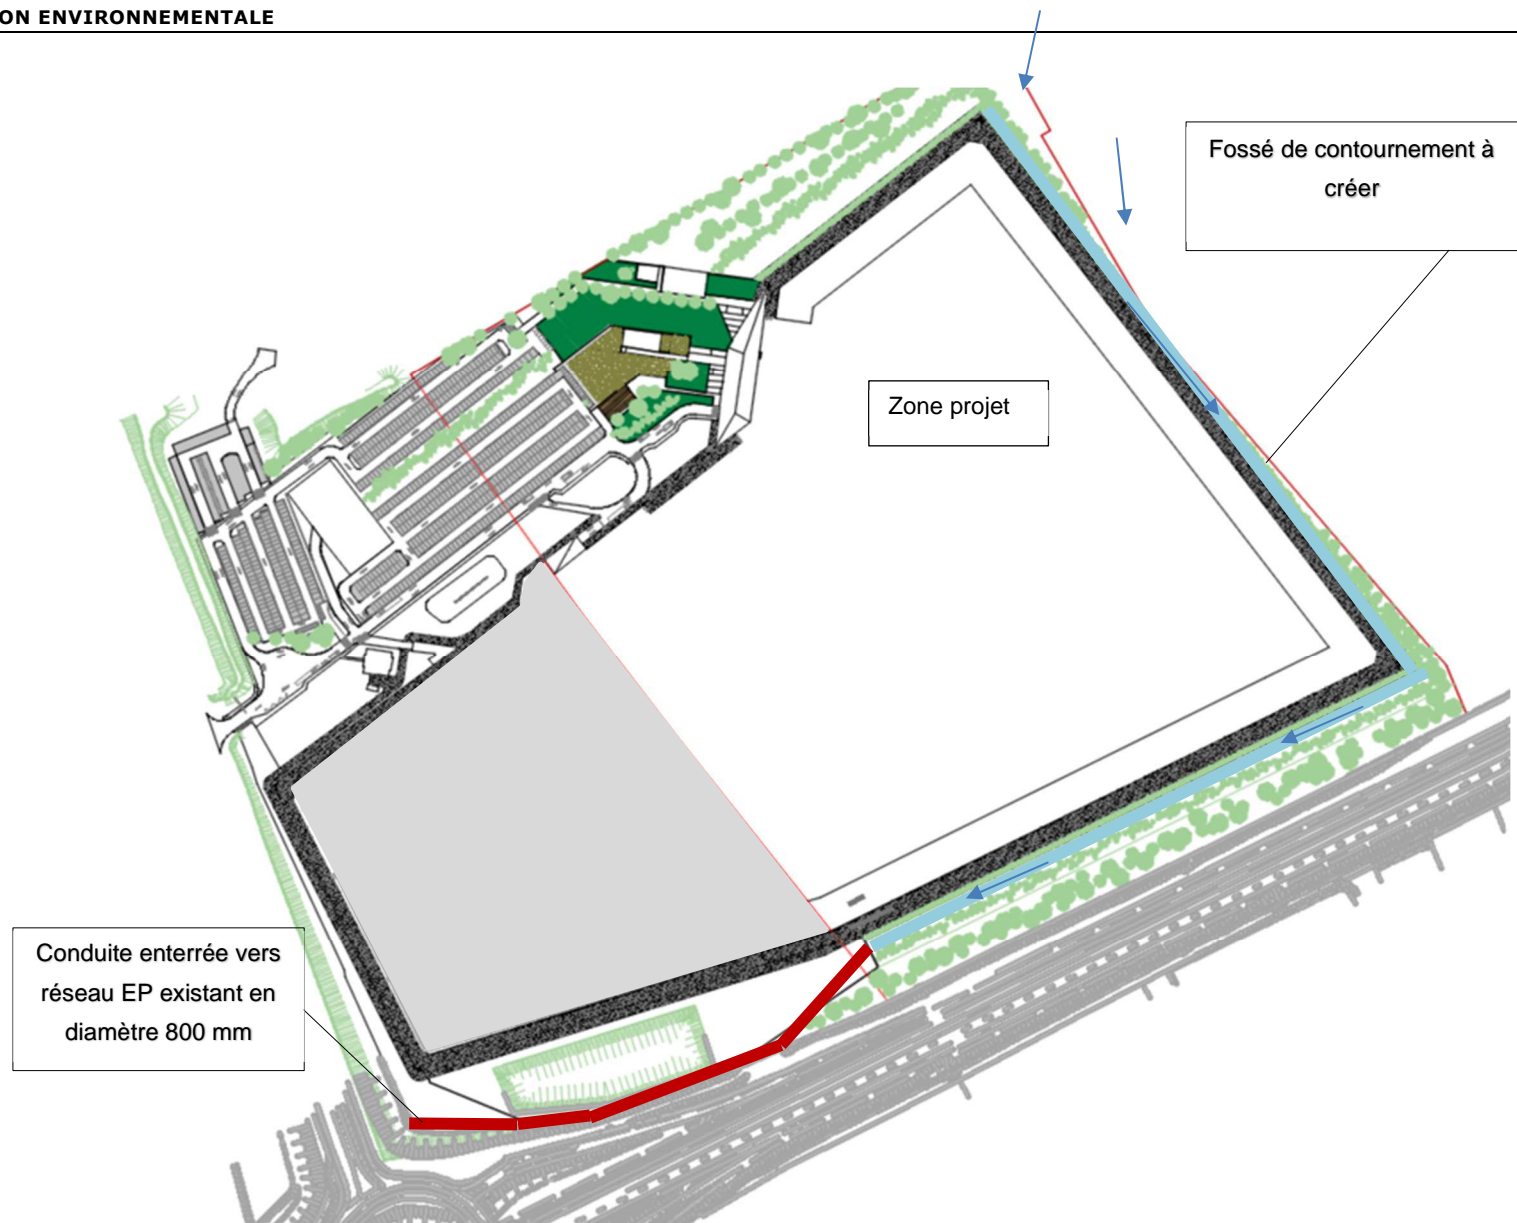 ON ENVIRONNEMENTALE
Fossé de contournement à
créer
Zone projet
Conduite enterrée vers
réseau EP existant en
diamètre 800 mm